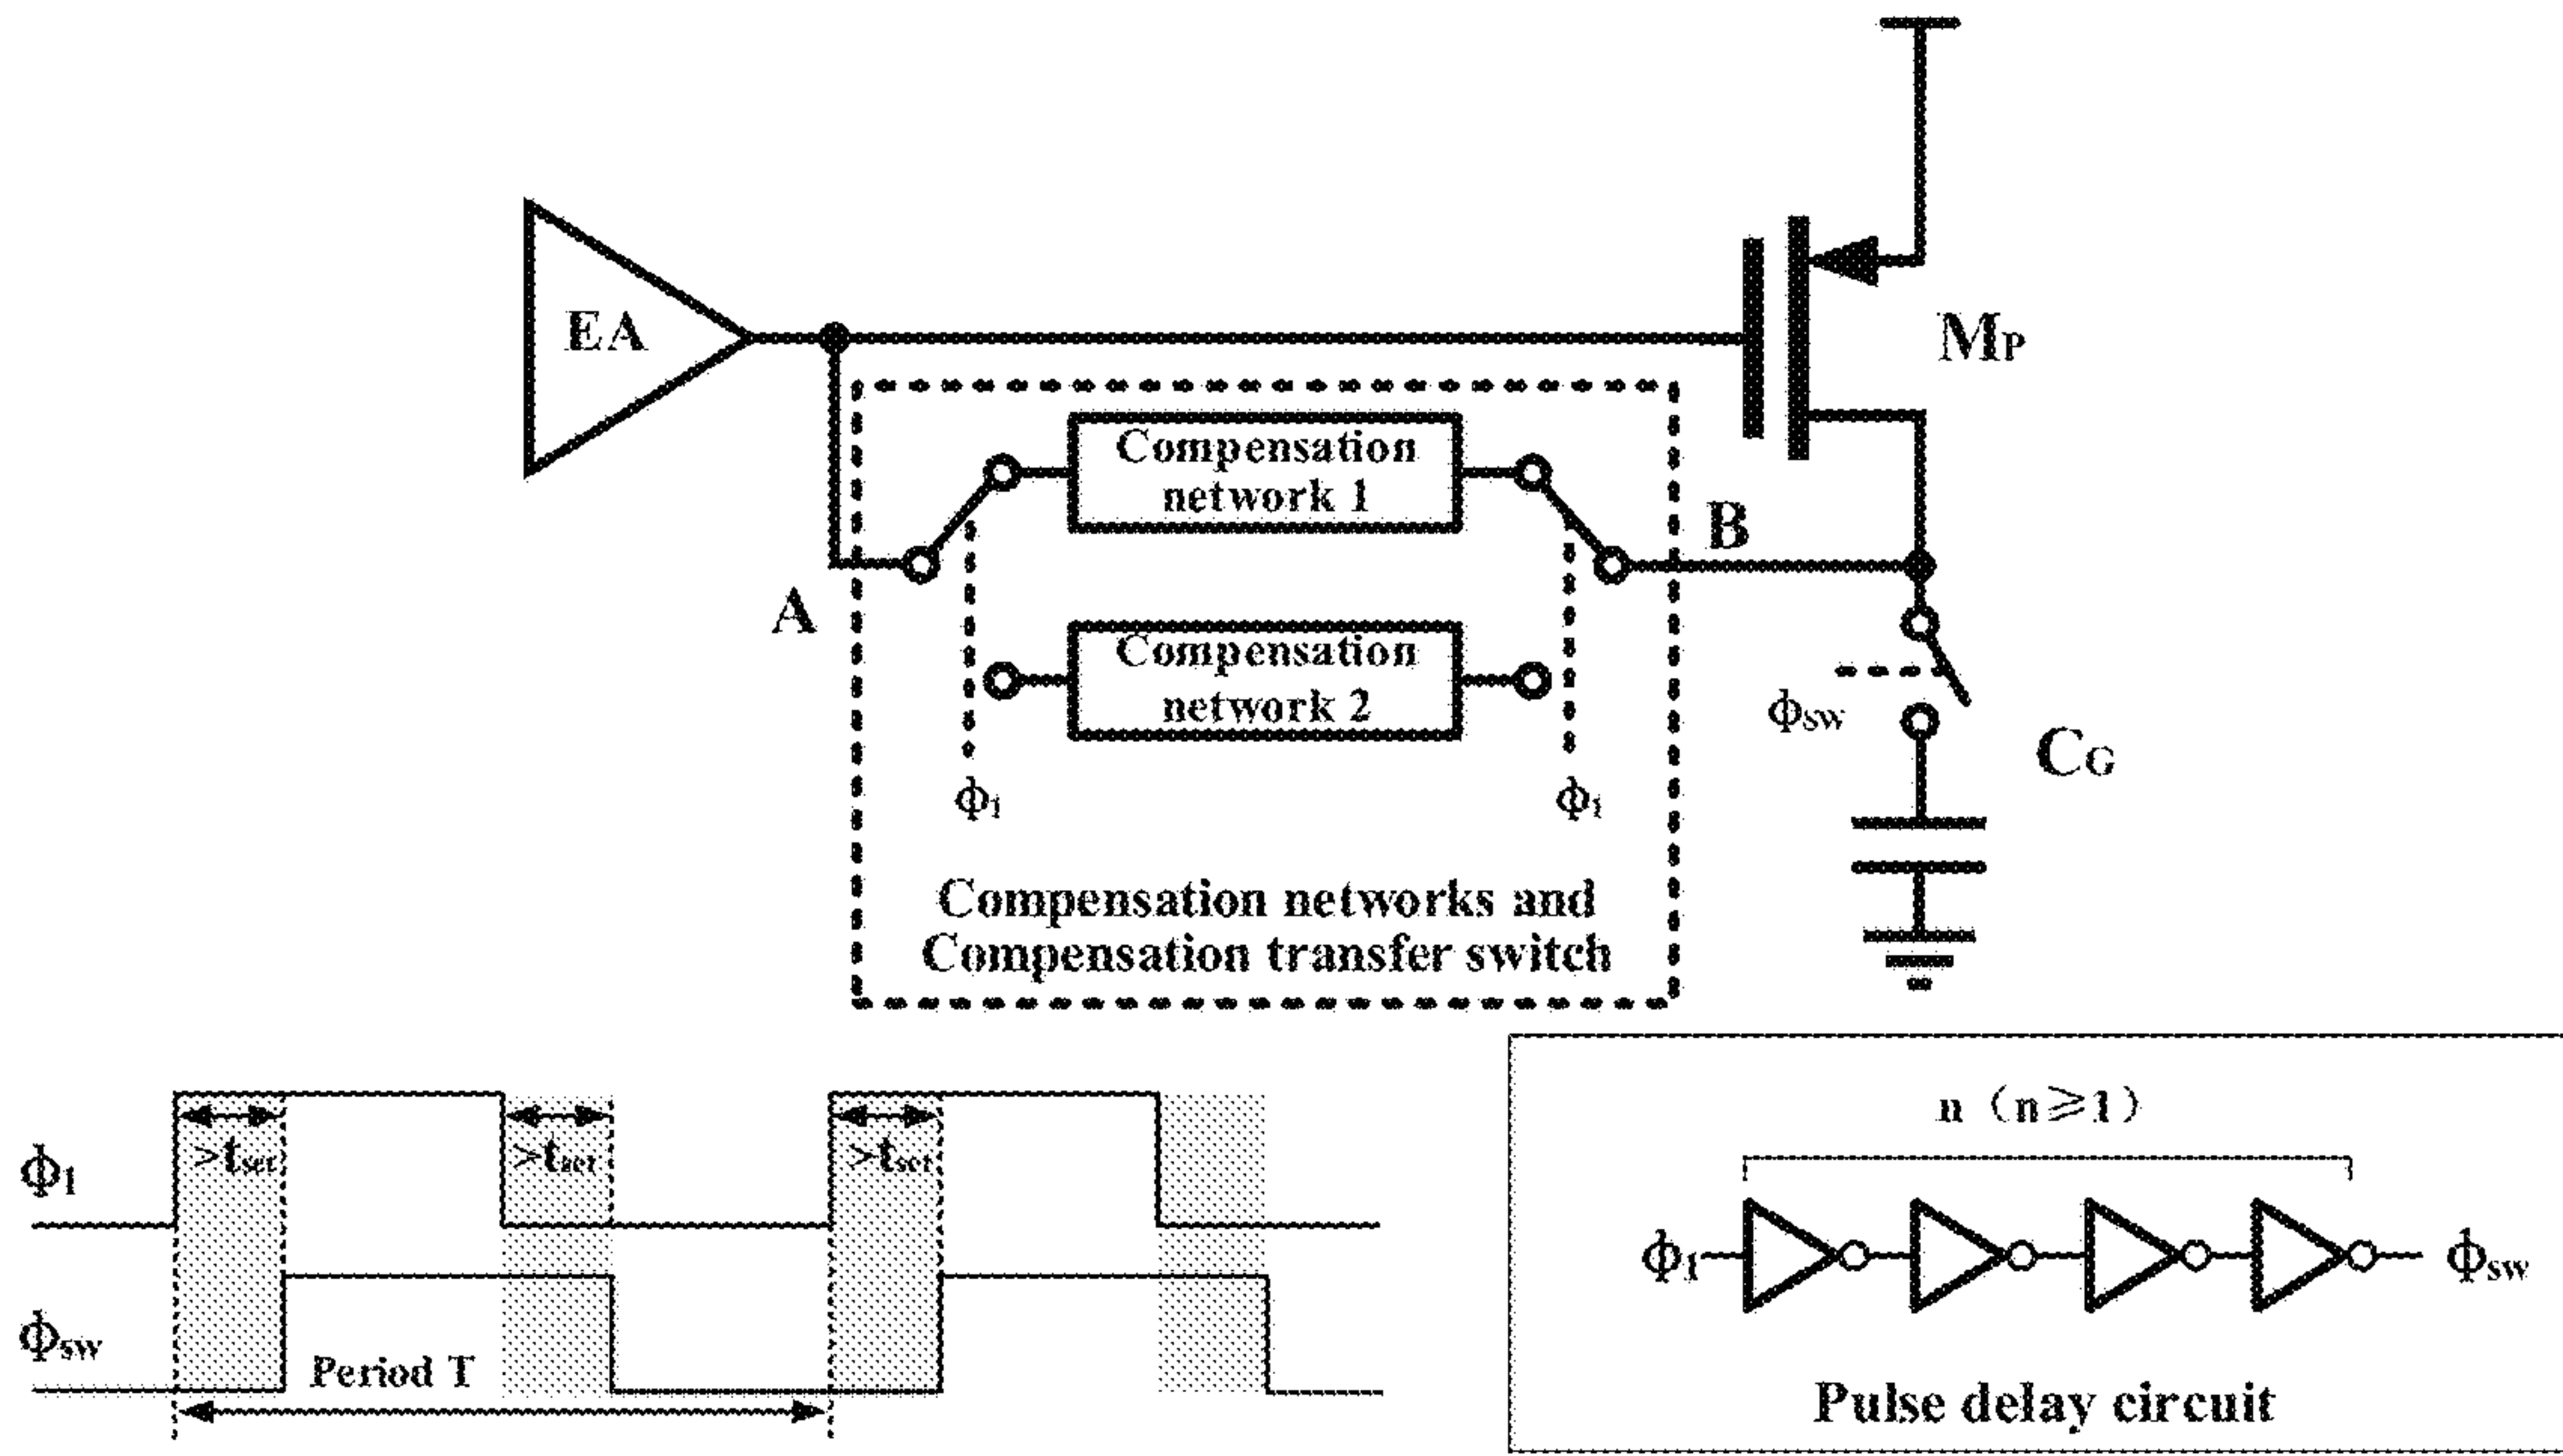 EA
MP
Compensation
network 1
B
A
Compensation
network 2
ϕsw
CG
ϕ1
ϕ1
Compensation networks and
Compensation transfer switch
n (n≥1)
>tset
>tset
>tset
Φ1
ϕ1
ϕsw
Φsw
Period T
Pulse delay circuit